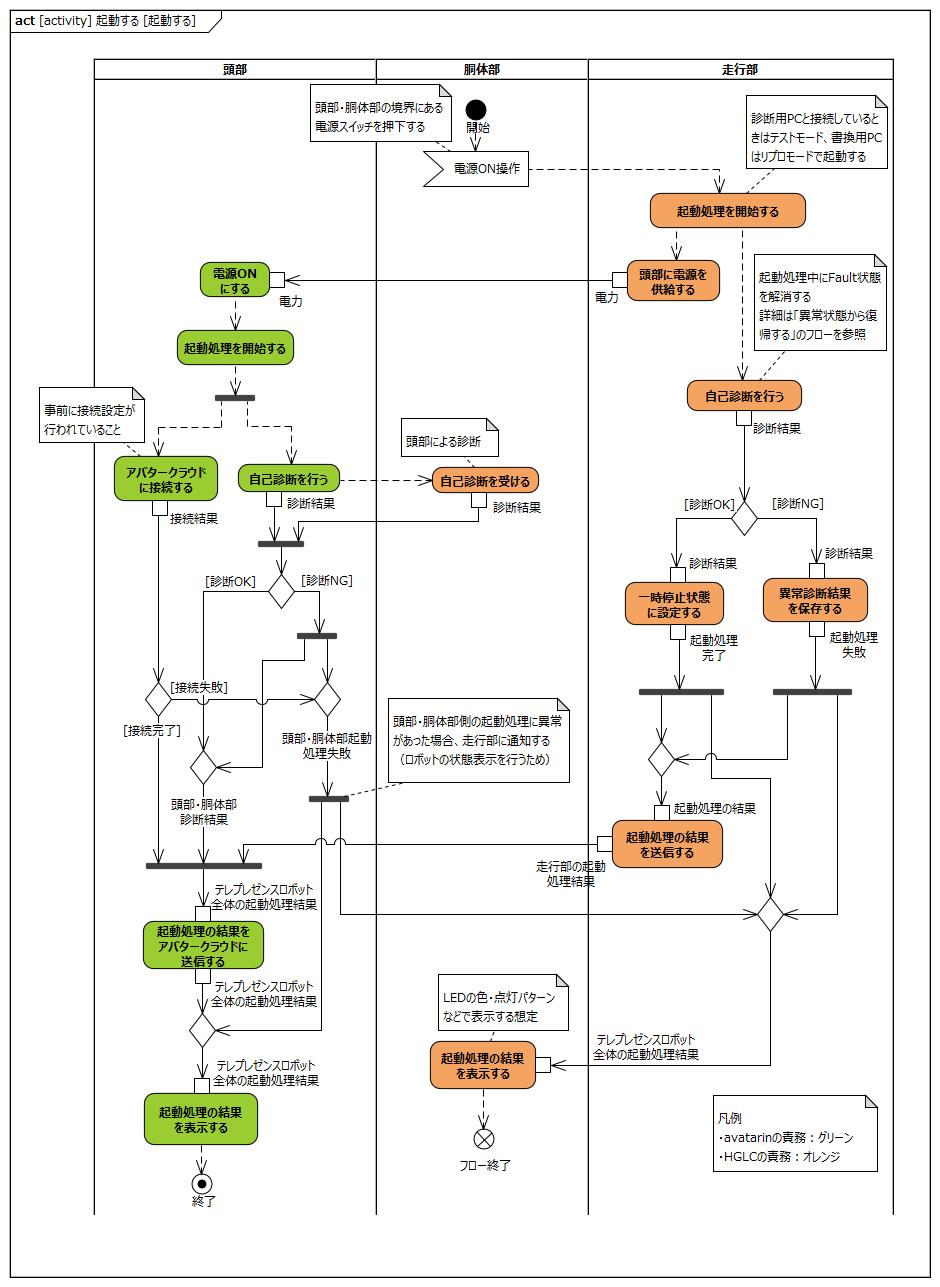 act [activity] 起動する [起動する]
頭部
胴体部
走行部
頭部・胴体部の境界にある
電源スイッチを押下する
開始
電源ON操作
診断用PCと接続していると
きはテストモード、書換用PC
はリプロモードで起動する
起動処理を開始する
電源ON
にする
電力
頭部に電源を
供給する
電力
起動処理中にFault状態
を解消する
詳細は「異常状態から復
帰する」のフローを参照
起動処理を開始する
自己診断を行う
診断結果
事前に接続設定が
行われていること
頭部による診断
アバタークラウド
に接続する
接続結果
自己診断を行う
診断結果
自己診断を受ける
診断結果
[診断OK]
[診断NG]
診断結果
診断結果
[診断OK]
[診断NG]
一時停止状態
に設定する
異常診断結果
を保存する
起動処理
完了
起動処理
失敗
[接続失敗]
[接続完了]
頭部・胴体部起動
処理失敗
頭部・胴体部側の起動処理に異常
があった場合、走行部に通知する
（ロボットの状態表示を行うため）
頭部・胴体部
診断結果
起動処理の結果
起動処理の結果
を送信する
走行部の起動
処理結果
テレプレゼンスロボット
全体の起動処理結果
起動処理の結果を
アバタークラウドに
送信する
テレプレゼンスロボット
全体の起動処理結果
LEDの色・点灯パターン
などで表示する想定
テレプレゼンスロボット
全体の起動処理結果
起動処理の結果
を表示する
テレプレゼンスロボット
全体の起動処理結果
起動処理の結果
を表示する
フロー終了
終了
凡例
・avatarinの責務：グリーン
・HGLCの責務：オレンジ